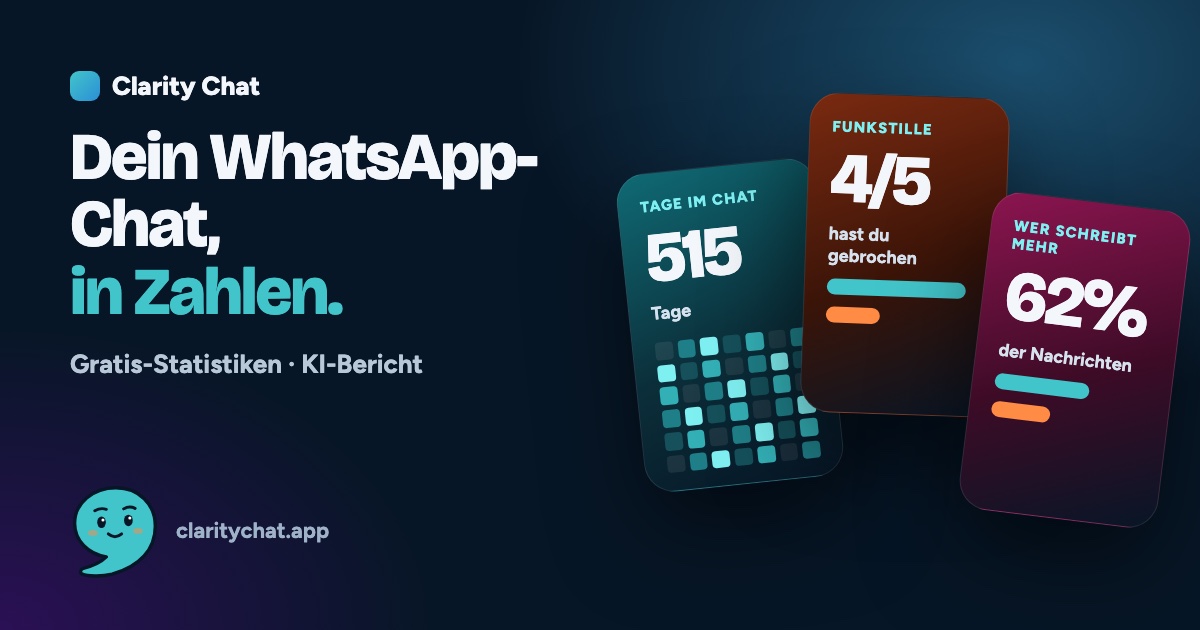 Clarity Chat
Dein WhatsApp-
Chat,
in Zahlen.
Gratis-Statistiken · KI-Bericht
claritychat.app
TAGE IM CHAT
515
Tage
FUNKSTILLE
4/5
hast du
gebrochen
WER SCHREIBT
MEHR
62%
der Nachrichten